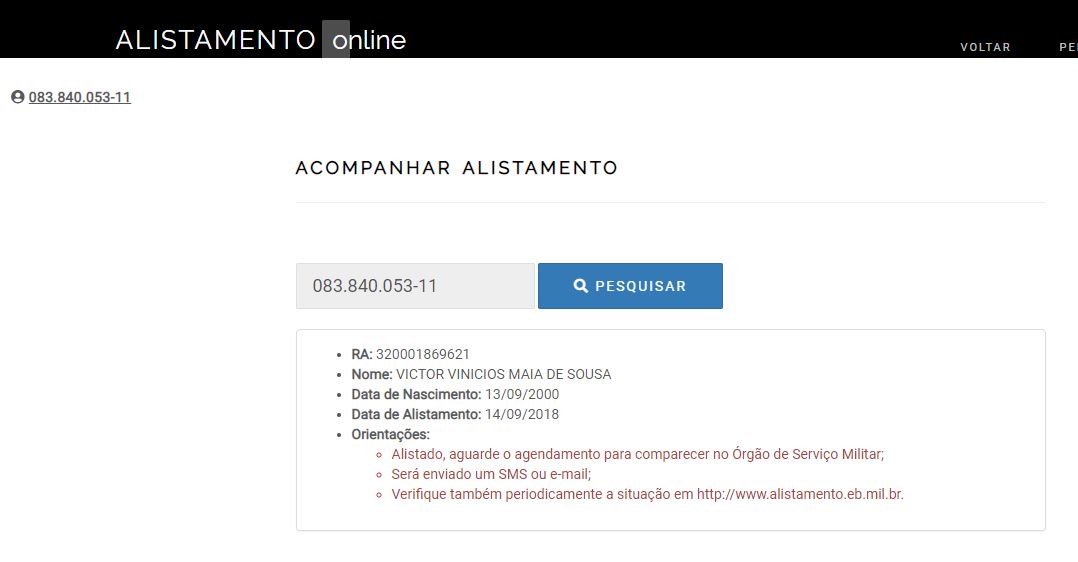 ALISTAMENTO online
VOLTAR
083.840.053-11
ACOMPANHAR ALISTAMENTO
083.840.053-11
PESQUISAR
RA: 320001869621
Nome: VICTOR VINICIOS MAIA DE SOUSA
Data de Nascimento: 13/09/2000
Data de Alistamento: 14/09/2018
Orientações:
Alistado, aguarde o agendamento para comparecer no Órgão de Serviço Militar;
Será enviado um SMS ou e-mail;
Verifique também periodicamente a situação em http://www.alistamento.eb.mil.br.